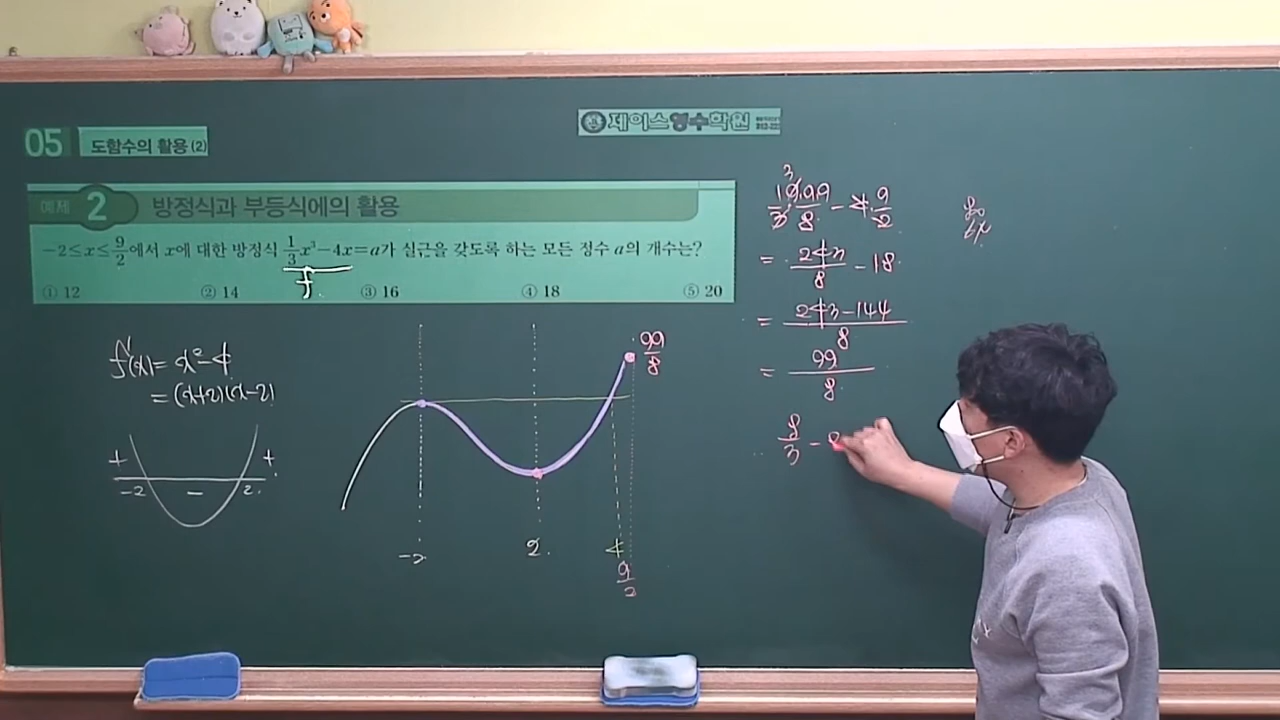 05 도함수의 활용 (2)
제이스영수학원
예제 2 방정식과 부등식에의 활용
-2≤x≤9/2에서 x에 대한 방정식 1/3x³-4x=a가 실근을 갖도록 하는 모든 정수 a의 개수는?
f
① 12 ② 14 ③ 16 ④ 18 ⑤ 20
f'(x)= x²-4
= (x+2)(x-2)
+ - +
-2 2
99/8
-2 2 4
9/2
- 4·9/2
= 243/8 - 18
= 243-144/8
= 99/8
8/3 - 8